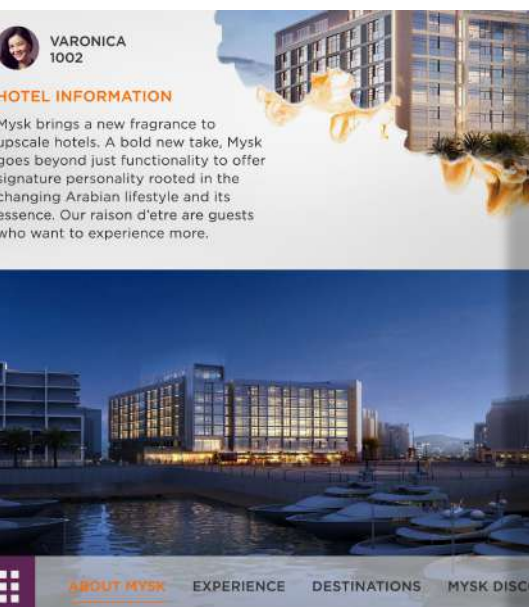 VARONICA
1002
HOTEL INFORMATION
Mysk brings a new fragrance to
upscale hotels. A bold new take, Mysk
goes beyond just functionality to offer
signature personality rooted in the
changing Arabian lifestyle and its
essence. Our raison d'etre are guests
who want to experience more.
ABOUT MYSK EXPERIENCE DESTINATIONS MYSK